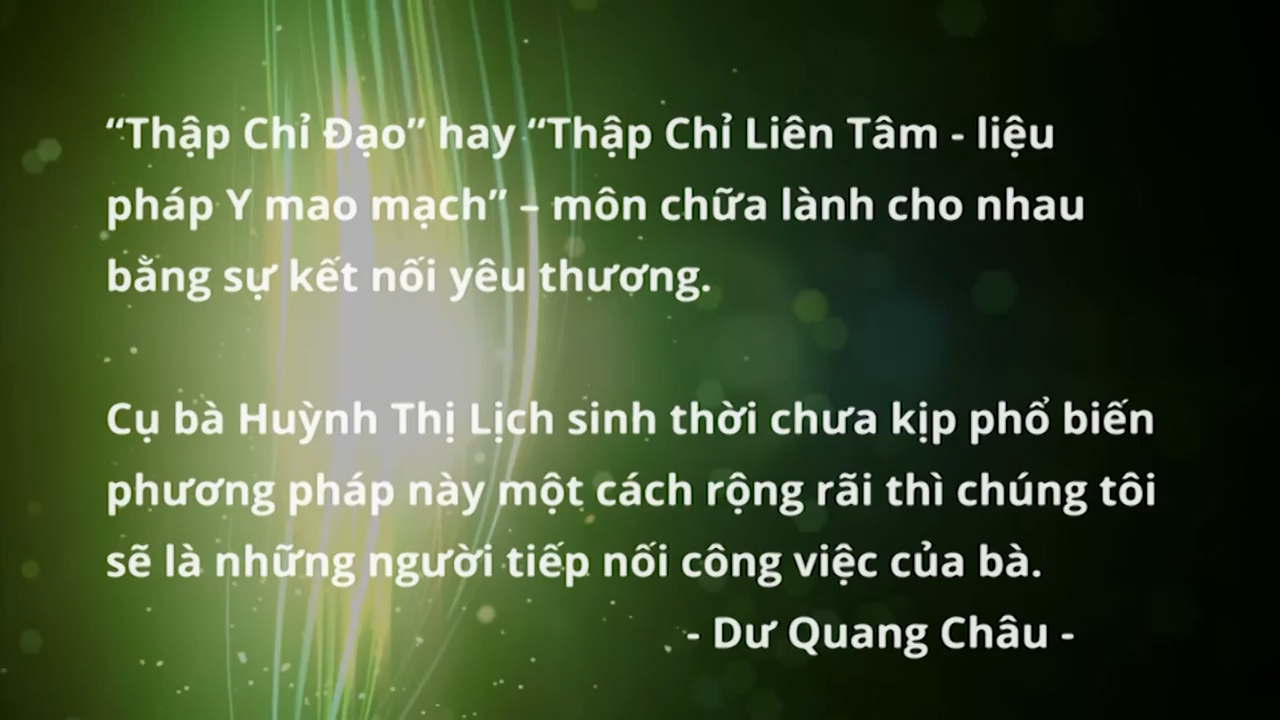 “Thập Chỉ Đạo” hay “Thập Chỉ Liên Tâm - liệu
pháp Y mao mạch” – môn chữa lành cho nhau
bằng sự kết nối yêu thương.
Cụ bà Huỳnh Thị Lịch sinh thời chưa kịp phổ biến
phương pháp này một cách rộng rãi thì chúng tôi
sẽ là những người tiếp nối công việc của bà.
- Dư Quang Châu -